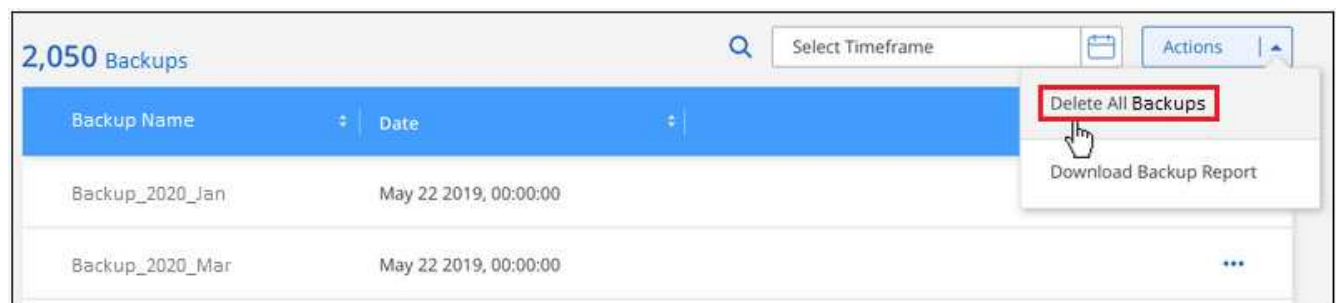 2,050 Backups
Select Timeframe
Actions
Delete All Backups
Download Backup Report
Backup Name
Date
Backup_2020_Jan
May 22 2019, 00:00:00
Backup_2020_Mar
May 22 2019, 00:00:00